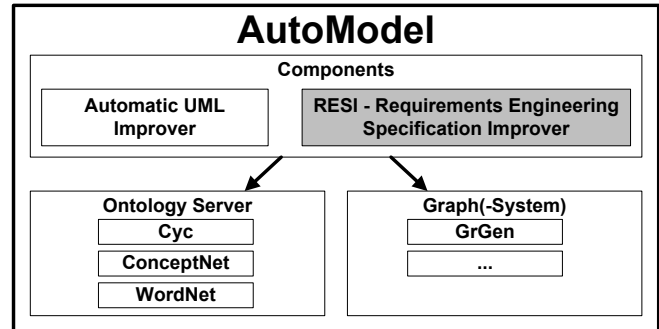 AutoModel
Components
Automatic UML
Improver
RESI - Requirements Engineering
Specification Improver
Ontology Server
Cyc
ConceptNet
WordNet
Graph(-System)
GrGen
...